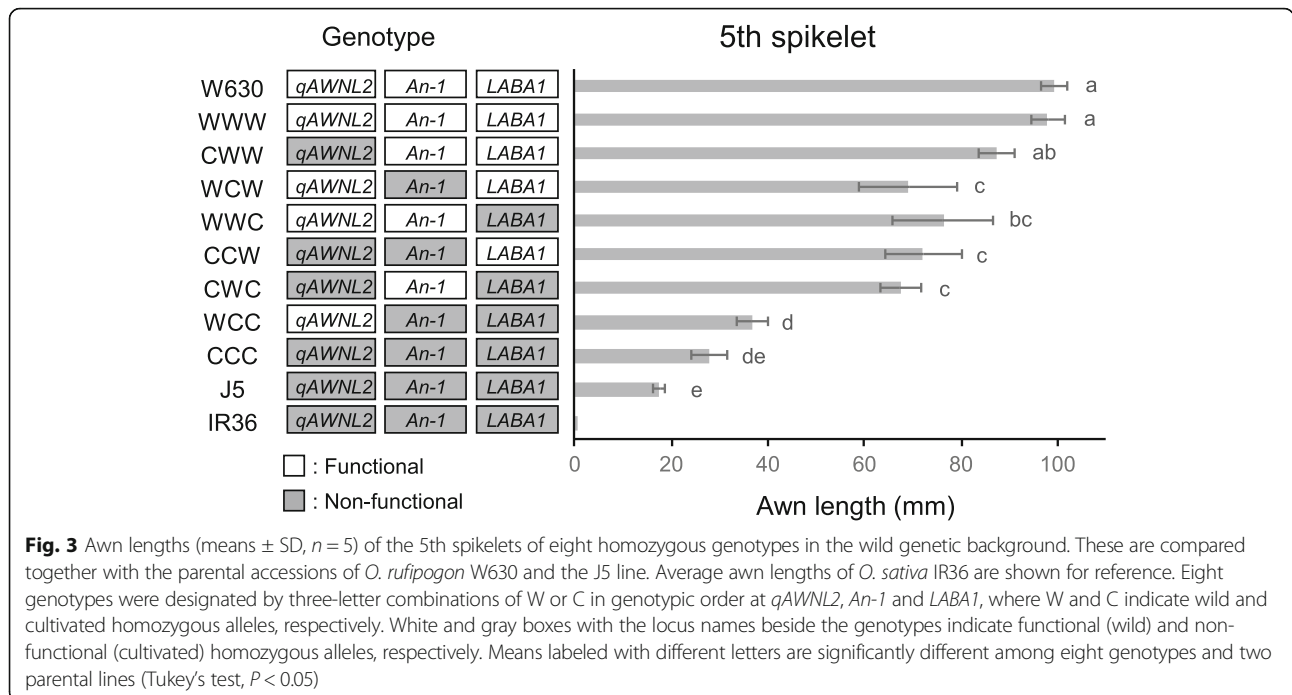 Genotype 5th spikelet
W630 qAWNL2 An-1 LABA1 a
WWW qAWNL2 An-1 LABA1 a
CWW qAWNL2 An-1 LABA1 ab
WCW qAWNL2 An-1 LABA1 c
WWC qAWNL2 An-1 LABA1 bc
CCW qAWNL2 An-1 LABA1 c
CWC qAWNL2 An-1 LABA1 c
WCC qAWNL2 An-1 LABA1 d
CCC qAWNL2 An-1 LABA1 de
J5 qAWNL2 An-1 LABA1 e
IR36 qAWNL2 An-1 LABA1
: Functional
: Non-functional
0 20 40 60 80 100
Awn length (mm)
Fig. 3 Awn lengths (means ± SD, n = 5) of the 5th spikelets of eight homozygous genotypes in the wild genetic background. These are compared
together with the parental accessions of O. rufipogon W630 and the J5 line. Average awn lengths of O. sativa IR36 are shown for reference. Eight
genotypes were designated by three-letter combinations of W or C in genotypic order at qAWNL2, An-1 and LABA1, where W and C indicate wild and
cultivated homozygous alleles, respectively. White and gray boxes with the locus names beside the genotypes indicate functional (wild) and non-
functional (cultivated) homozygous alleles, respectively. Means labeled with different letters are significantly different among eight genotypes and two
parental lines (Tukey's test, P < 0.05)